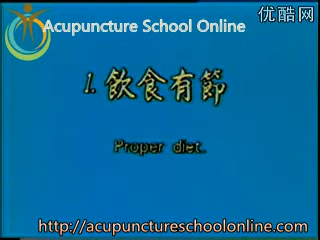 优酷网
Acupuncture School Online
1. 飲食有節
Proper diet.
http://acupunctureschoolonline.com